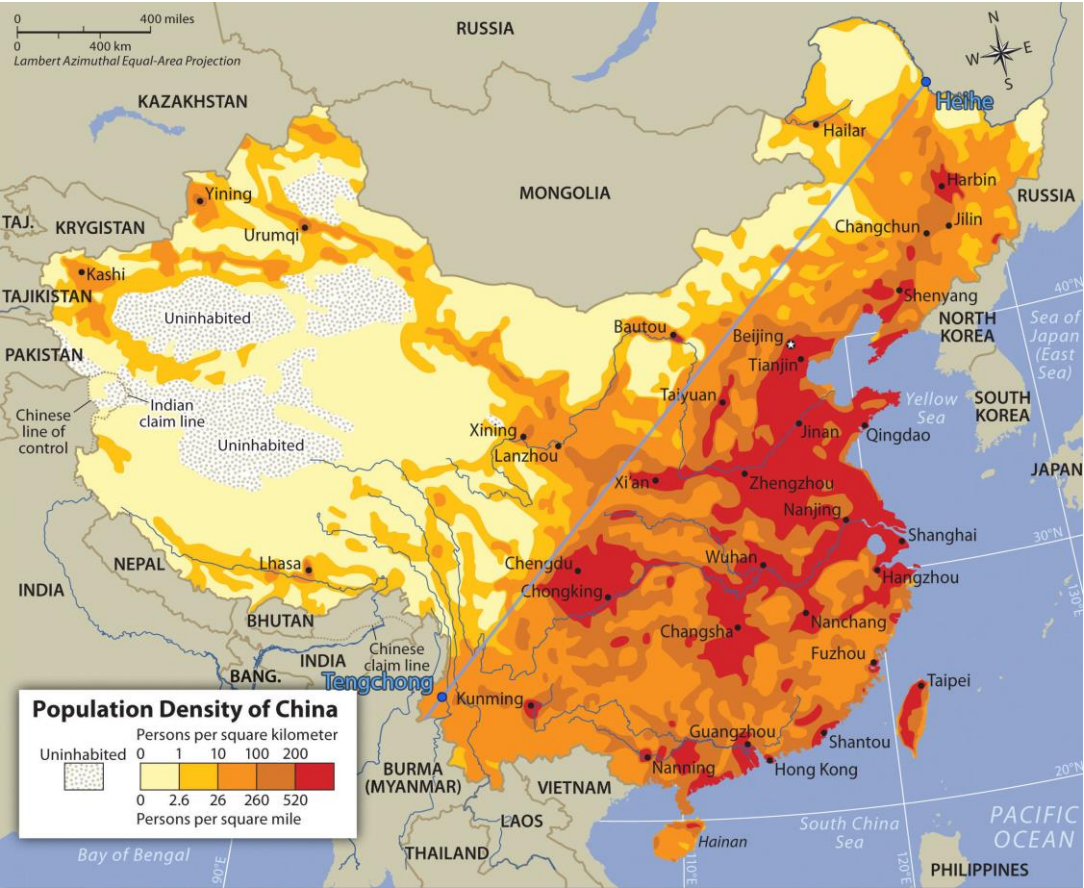 0 400 miles
0 400 km
Lambert Azimuthal Equal-Area Projection
RUSSIA
N
W E
S
KAZAKHSTAN
Heihe
Hailar
MONGOLIA
Yining
Harbin
RUSSIA
TAJ.
KRYGISTAN
Urumqi
Changchun
Jilin
Kashi
40°N
TAJIKISTAN
Uninhabited
Shenyang
NORTH
KOREA
Sea of
Japan
(East
Sea)
Bautou
Beijing
PAKISTAN
Tianjin
Indian
claim line
Chinese
line of
control
Taiyuan
Yellow
Sea
SOUTH
KOREA
Uninhabited
Xining
Lanzhou
Jinan
Qingdao
JAPAN
Xi'an
Zhengzhou
Nanjing
Shanghai
30°N
NEPAL
Lhasa
Chengdu
Wuhan
Hangzhou
INDIA
Chongking
130°E
BHUTAN
Changsha
Nanchang
INDIA
Chinese
claim line
Fuzhou
BANG.
Tengchong
Kunming
Taipei
Population Density of China
Persons per square kilometer
Uninhabited
0 1 10 100 200
0 2.6 26 260 520
Persons per square mile
Guangzhou
Shantou
Nanning
Hong Kong
BURMA
(MYANMAR)
VIETNAM
20°N
LAOS
Hainan
South China
Sea
PACIFIC
OCEAN
Bay of Bengal
90°E
THAILAND
110°E
120°E
PHILIPPINES